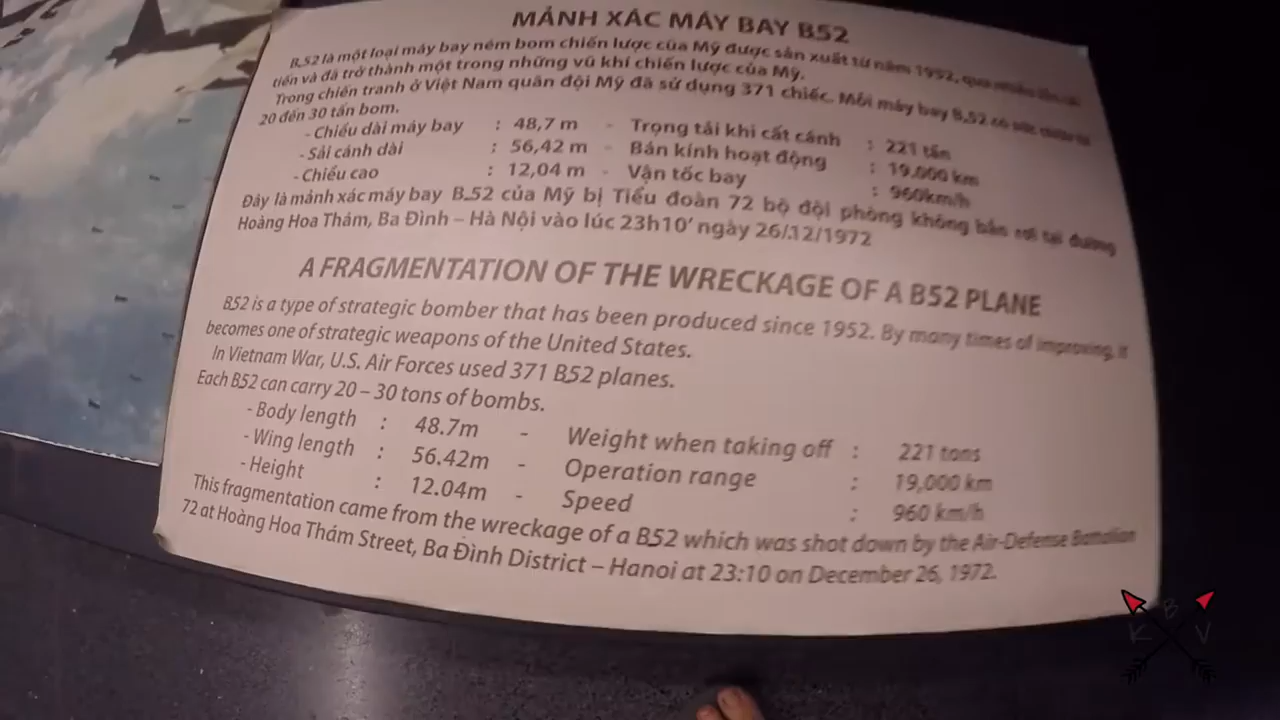 MẢNH XÁC MÁY BAY B52
B.52 là một loại máy bay ném bom chiến lược của Mỹ được sản xuất từ năm 1952, qua nhiều lần cải
tiến và đã trở thành một trong những vũ khí chiến lược của Mỹ.
Trong chiến tranh ở Việt Nam quân đội Mỹ đã sử dụng 371 chiếc. Mỗi máy bay B.52 có sức
20 đến 30 tấn bom.
- Chiều dài máy bay : 48,7 m - Trọng tải khi cất cánh : 221 tấn
- Sải cánh dài : 56,42 m - Bán kính hoạt động : 19.000 km
- Chiều cao : 12,04 m - Vận tốc bay : 960km/h
Đây là mảnh xác máy bay B.52 của Mỹ bị Tiểu đoàn 72 bộ đội phòng không bắn rơi tại đường
Hoàng Hoa Thám, Ba Đình – Hà Nội vào lúc 23h10' ngày 26/12/1972
A FRAGMENTATION OF THE WRECKAGE OF A B52 PLANE
B52 is a type of strategic bomber that has been produced since 1952. By many times of improving, it
becomes one of strategic weapons of the United States.
In Vietnam War, U.S. Air Forces used 371 B52 planes.
Each B52 can carry 20 – 30 tons of bombs.
- Body length : 48.7m - Weight when taking off : 221 tons
- Wing length : 56.42m - Operation range : 19,000 km
- Height : 12.04m - Speed : 960 km/h
This fragmentation came from the wreckage of a B52 which was shot down by the Air-Defense Battalion
72 at Hoàng Hoa Thám Street, Ba Đình District – Hanoi at 23:10 on December 26, 1972.
K B V